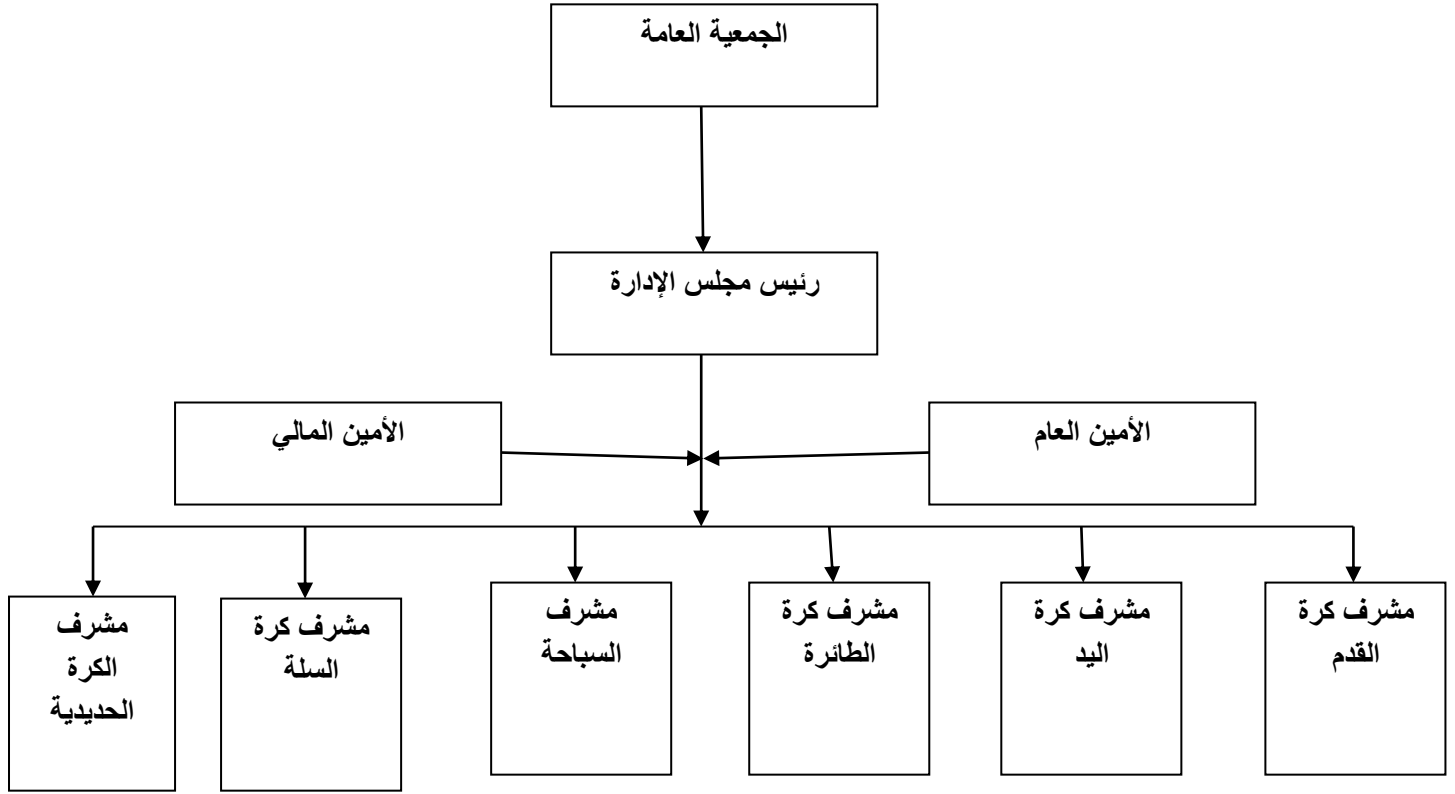 الجمعية العامة
رئيس مجلس الإدارة
الأمين العام
الأمين المالي
مشرف كرة
القدم
مشرف كرة
اليد
مشرف كرة
الطائرة
مشرف
السباحة
مشرف كرة
السلة
مشرف
الكرة
الحديدية